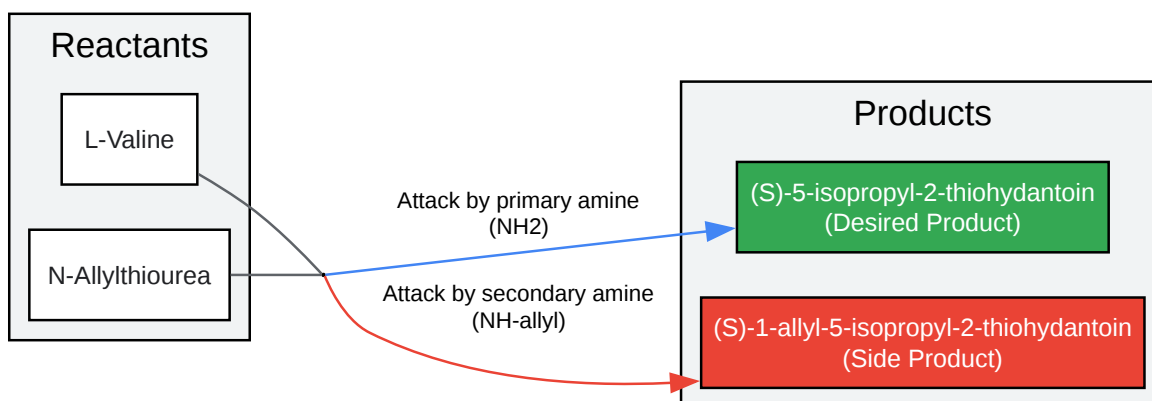 Reactants
L-Valine
N-Allylthiourea
Attack by primary amine
(NH2)
Attack by secondary amine
(NH-allyl)
Products
(S)-5-isopropyl-2-thiohydantoin
(Desired Product)
(S)-1-allyl-5-isopropyl-2-thiohydantoin
(Side Product)